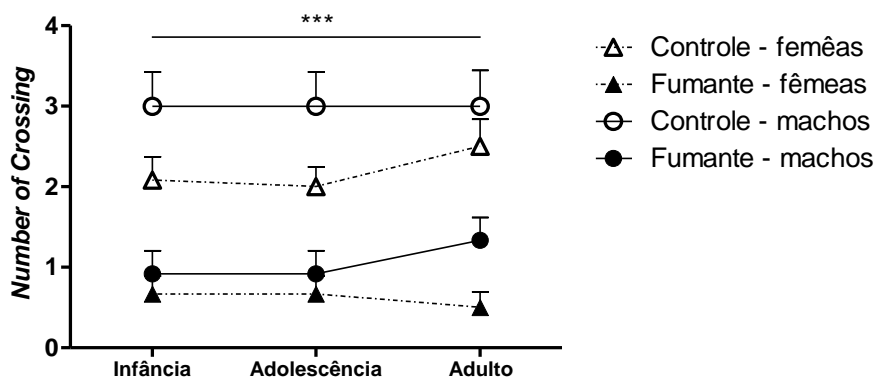 4
***
Number of Crossing
3
2
1
0
Infância
Adolescência
Adulto
Controle - femêas
Fumante - fêmeas
Controle - machos
Fumante - machos